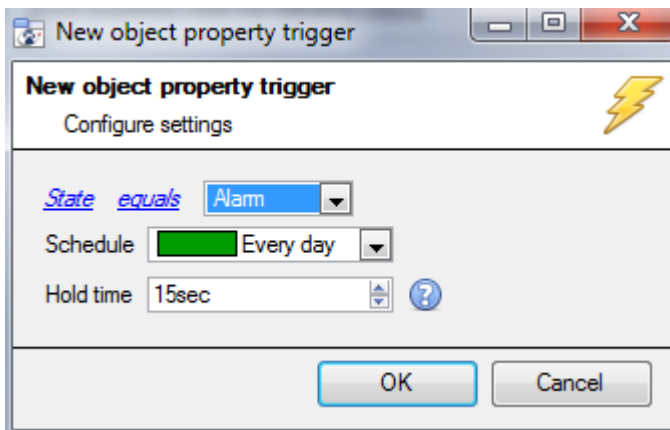 New object property trigger
New object property trigger
Configure settings
State equals Alarm
Schedule Every day
Hold time 15sec
OK Cancel